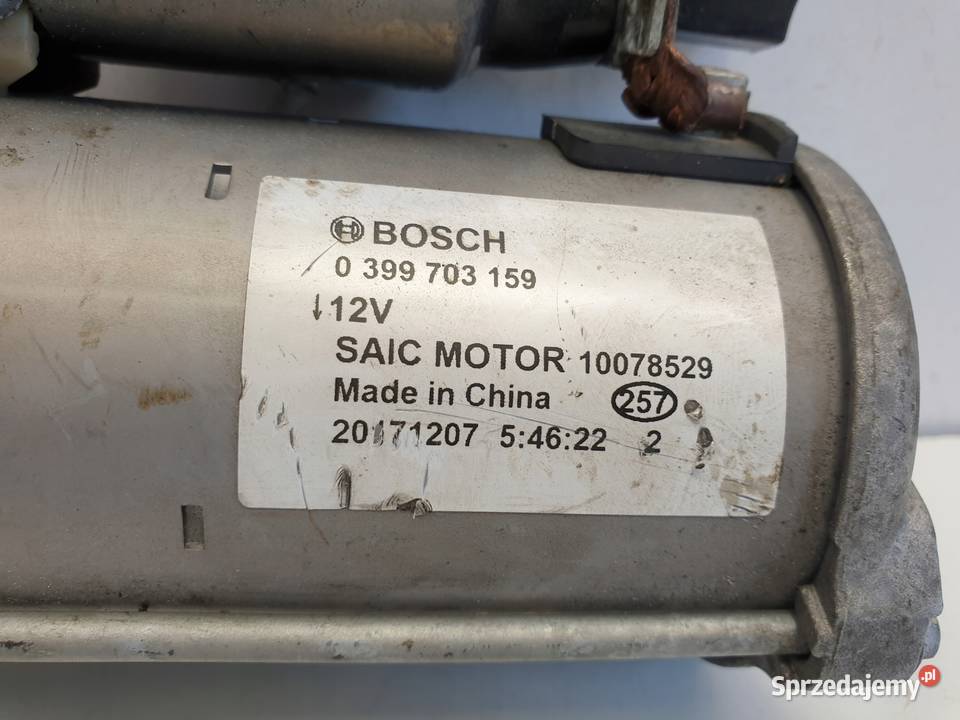 BOSCH
0 399 703 159
↓12V
SAIC MOTOR 10078529
Made in China 257
20171207 5:46:22 2
Sprzedajemy.pl